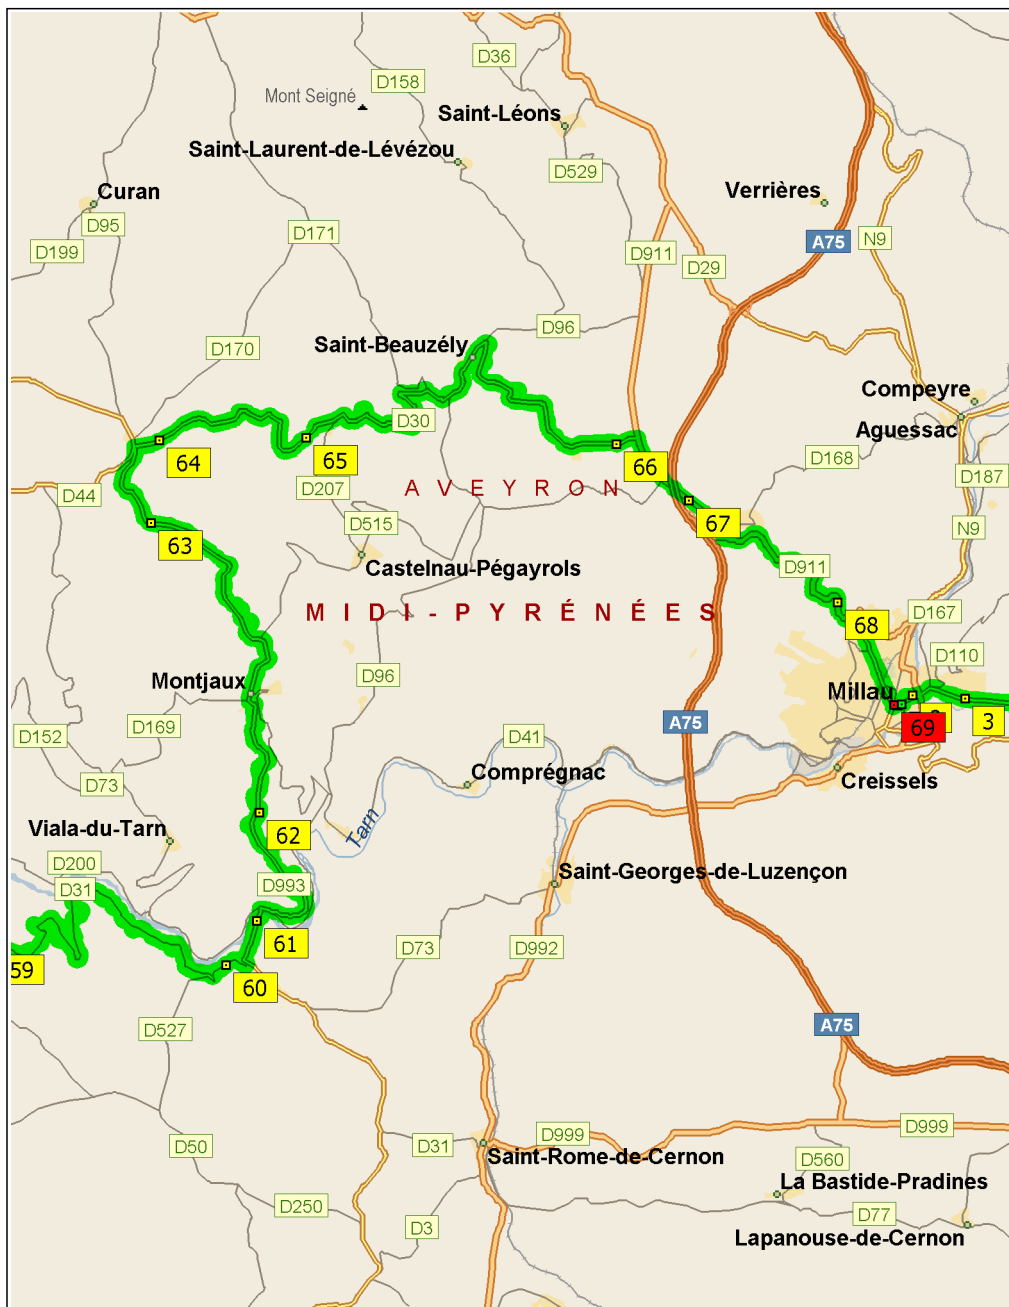 D36
D158
Mont Seigné
Saint-Léons
Saint-Laurent-de-Lévézou
D529
Curan
Verrières
D95
D199
D171
A75
N9
D911
D29
D96
Saint-Beauzély
D170
Compeyre
D30
Aguessac
64
65
66
D168
D187
D44
D207
AVEYRON
67
D515
N9
63
Castelnau-Pégayrols
D911
MIDI-PYRÉNÉES
D167
68
D110
D96
Montjaux
Millau
D152
D169
A75
D41
69
3
D73
Comprégnac
Creissels
Tarn
Viala-du-Tarn
62
D200
D31
D993
Saint-Georges-de-Luzençon
61
D73
D992
59
60
D527
A75
D50
D31
D999
D999
Saint-Rome-de-Cernon
D560
La Bastide-Pradines
D250
D3
D77
Lapanouse-de-Cernon